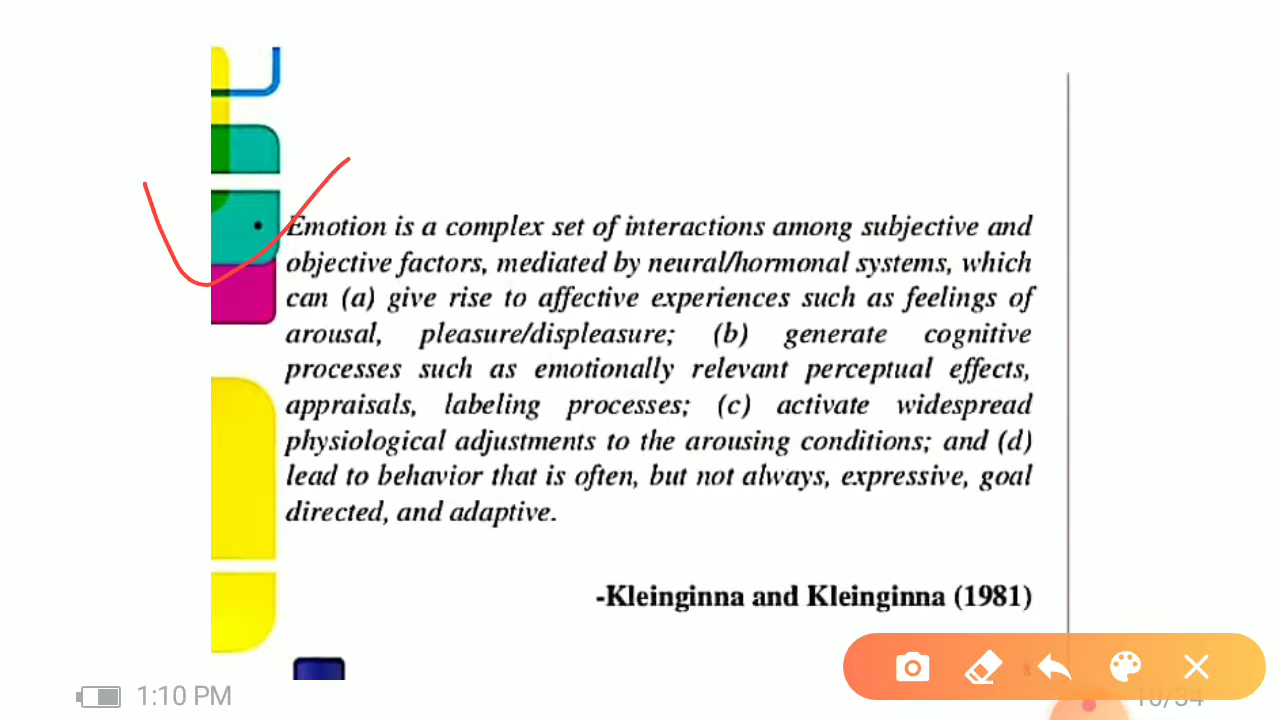 • Emotion is a complex set of interactions among subjective and
objective factors, mediated by neural/hormonal systems, which
can (a) give rise to affective experiences such as feelings of
arousal, pleasure/displeasure; (b) generate cognitive
processes such as emotionally relevant perceptual effects,
appraisals, labeling processes; (c) activate widespread
physiological adjustments to the arousing conditions; and (d)
lead to behavior that is often, but not always, expressive, goal
directed, and adaptive.
-Kleinginna and Kleinginna (1981)
1:10 PM
10/34